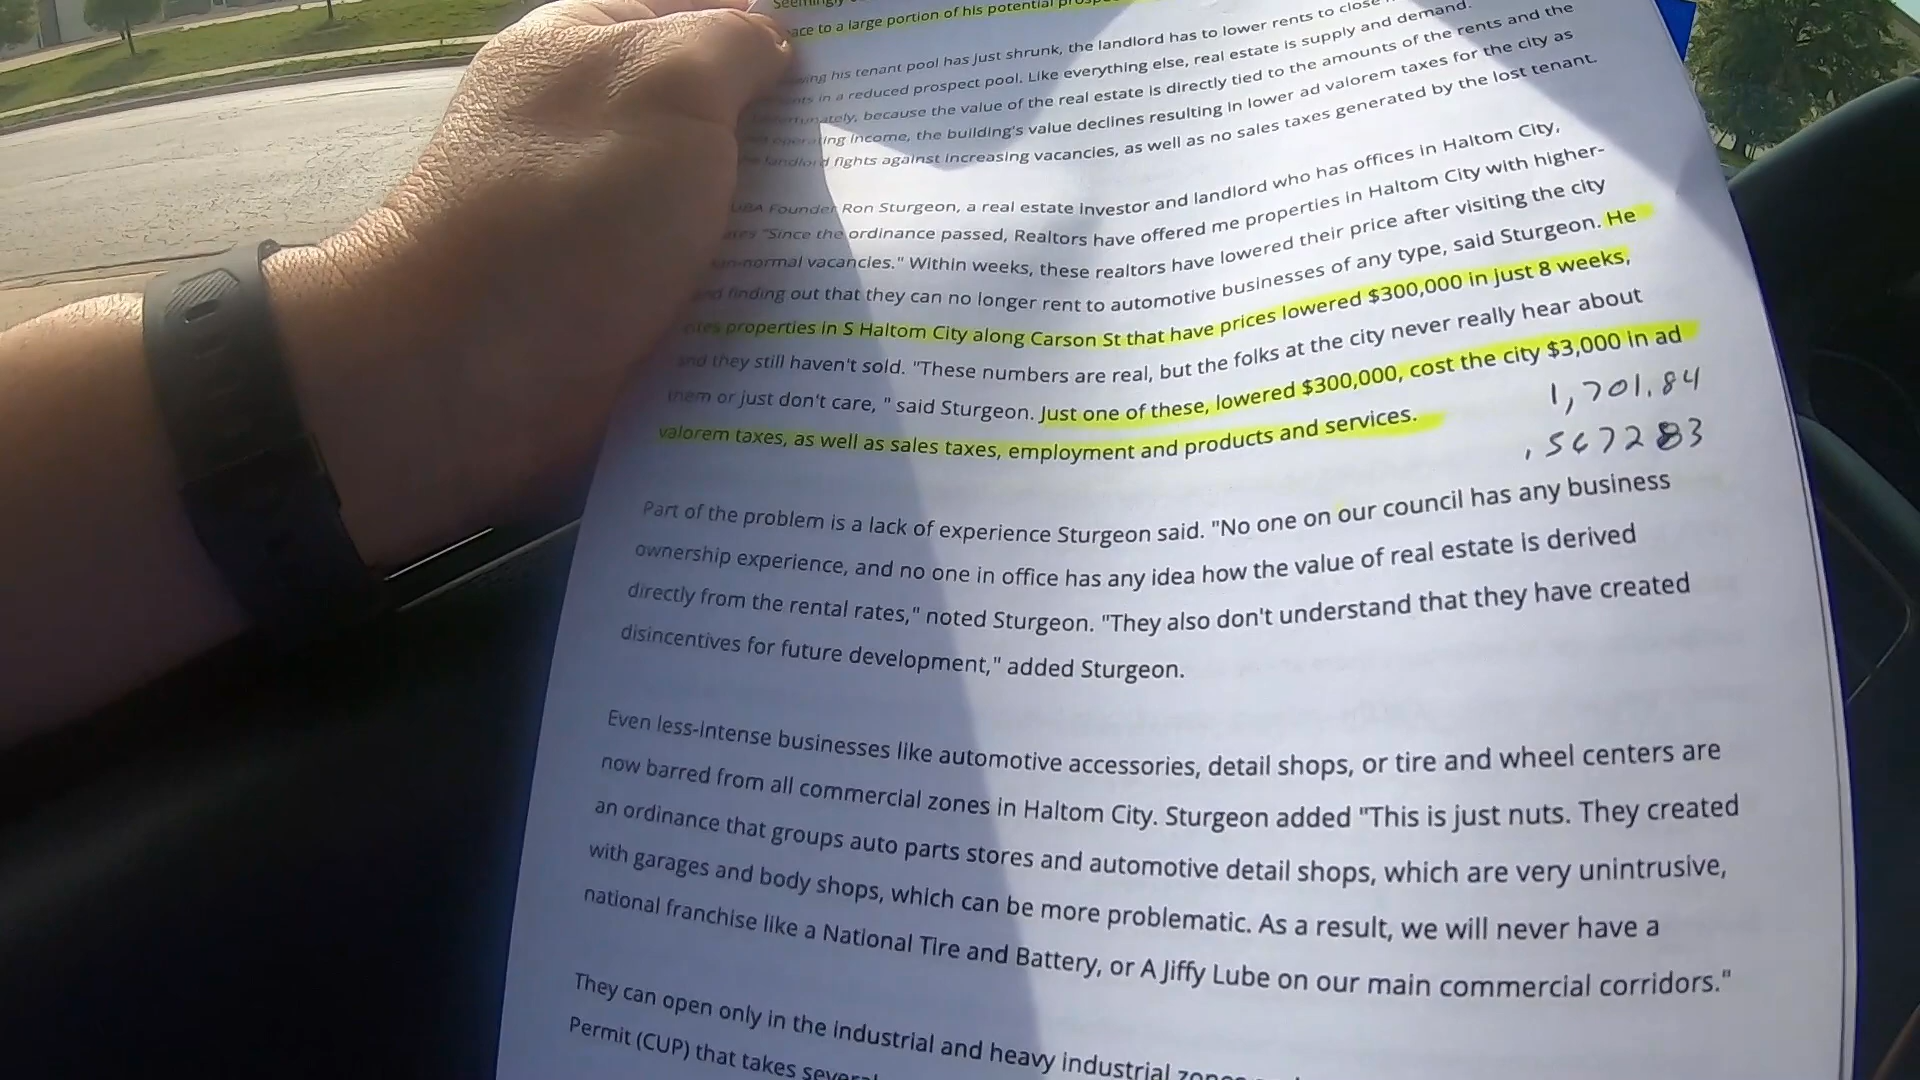 Seemingly
ace to a large portion of his potential
ing his tenant pool has just shrunk, the landlord has to lower rents to close
in a reduced prospect pool. Like everything else, real estate is supply and demand.
because the value of the real estate is directly tied to the amounts of the rents and the
operating income, the building's value declines resulting in lower ad valorem taxes for the city as
landlord fights against increasing vacancies, as well as no sales taxes generated by the lost tenant.
UBA Founder Ron Sturgeon, a real estate investor and landlord who has offices in Haltom City,
"Since the ordinance passed, Realtors have offered me properties in Haltom City with higher-
than-normal vacancies." Within weeks, these realtors have lowered their price after visiting the city
and finding out that they can no longer rent to automotive businesses of any type, said Sturgeon. He
properties in S Haltom City along Carson St that have prices lowered $300,000 in just 8 weeks,
and they still haven't sold. "These numbers are real, but the folks at the city never really hear about
them or just don't care, " said Sturgeon. Just one of these, lowered $300,000, cost the city $3,000 in ad
valorem taxes, as well as sales taxes, employment and products and services.
1,701.84
.567283
Part of the problem is a lack of experience Sturgeon said. "No one on our council has any business
ownership experience, and no one in office has any idea how the value of real estate is derived
directly from the rental rates," noted Sturgeon. "They also don't understand that they have created
disincentives for future development," added Sturgeon.
Even less-intense businesses like automotive accessories, detail shops, or tire and wheel centers are
now barred from all commercial zones in Haltom City. Sturgeon added "This is just nuts. They created
an ordinance that groups auto parts stores and automotive detail shops, which are very unintrusive,
with garages and body shops, which can be more problematic. As a result, we will never have a
national franchise like a National Tire and Battery, or A Jiffy Lube on our main commercial corridors."
They can open only in the industrial and heavy industrial
Permit (CUP) that takes several